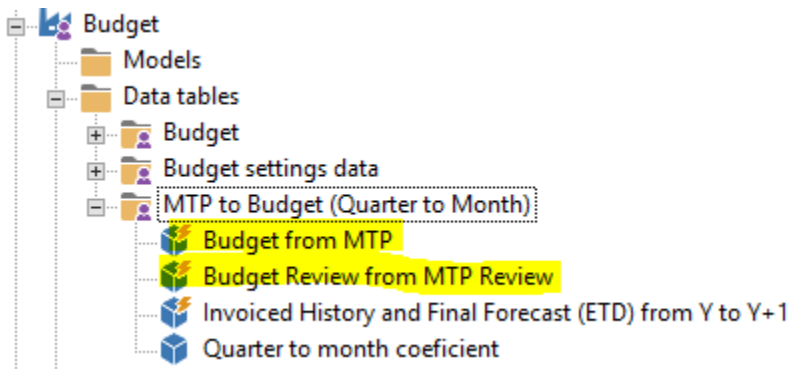 Budget
Models
Data tables
Budget
Budget settings data
MTP to Budget (Quarter to Month)
Budget from MTP
Budget Review from MTP Review
Invoiced History and Final Forecast (ETD) from Y to Y+1
Quarter to month coeficient